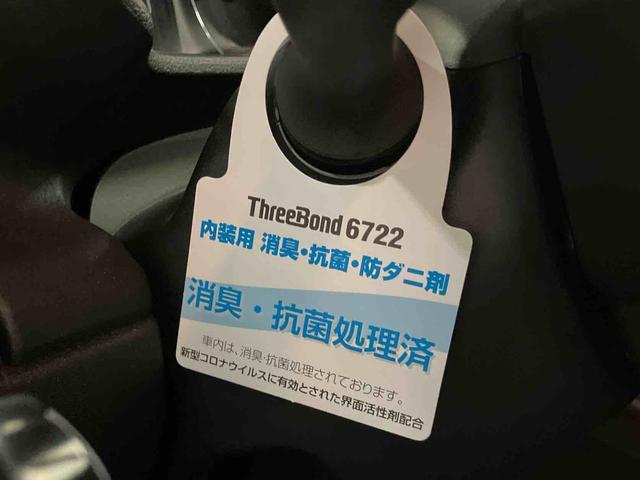 ThreeBond 6722
内装用 消臭・抗菌・防ダニ剤
消臭・抗菌処理済
車内は、消臭・抗菌処理されております。
新型コロナウイルスに有効とされた界面活性剤配合